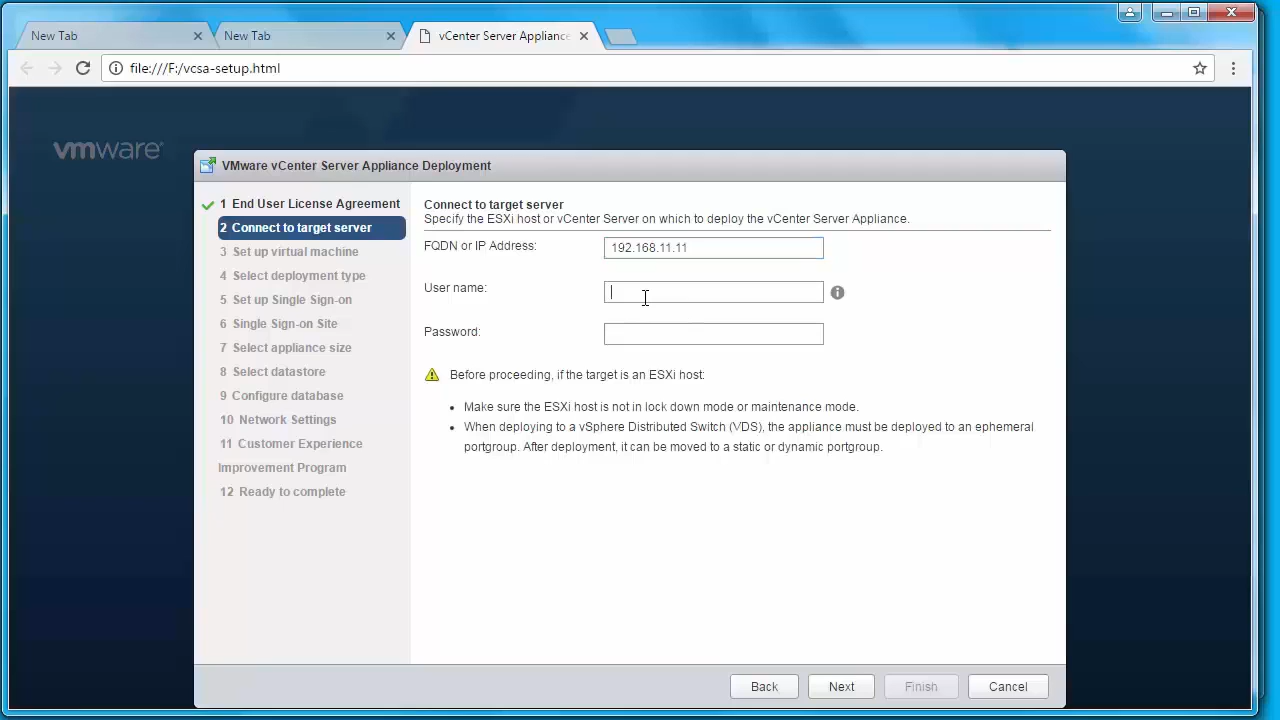 New Tab
New Tab
vCenter Server Appliance
file:///F:/vcsa-setup.html
vmware
VMware vCenter Server Appliance Deployment
1 End User License Agreement
2 Connect to target server
3 Set up virtual machine
4 Select deployment type
5 Set up Single Sign-on
6 Single Sign-on Site
7 Select appliance size
8 Select datastore
9 Configure database
10 Network Settings
11 Customer Experience
Improvement Program
12 Ready to complete
Connect to target server
Specify the ESXi host or vCenter Server on which to deploy the vCenter Server Appliance.
FQDN or IP Address:
192.168.11.11
User name:
Password:
Before proceeding, if the target is an ESXi host:
• Make sure the ESXi host is not in lock down mode or maintenance mode.
• When deploying to a vSphere Distributed Switch (VDS), the appliance must be deployed to an ephemeral
portgroup. After deployment, it can be moved to a static or dynamic portgroup.
Back
Next
Finish
Cancel